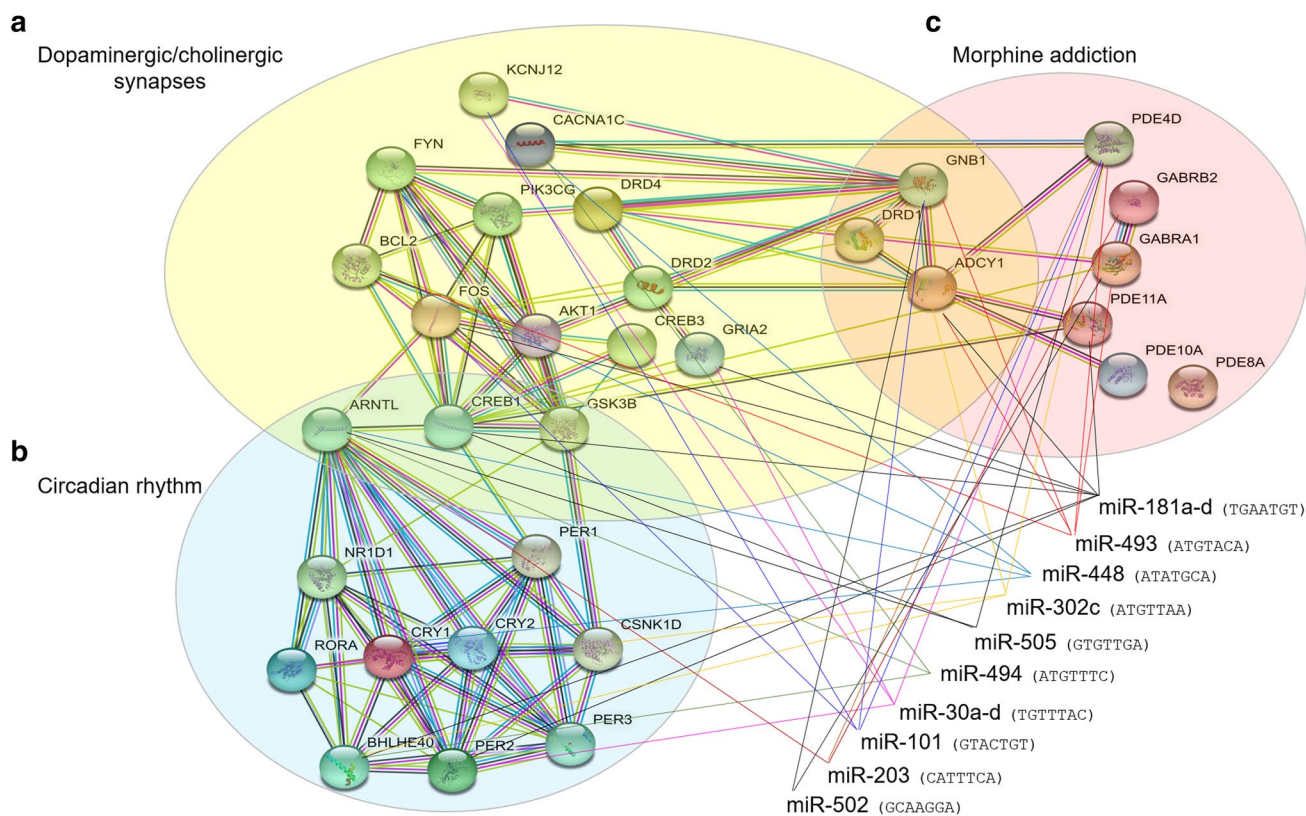 a
Dopaminergic/cholinergic
synapses
c
Morphine addiction
KCNJ12
CACNA1C
PDE4D
FYN
GNB1
GABRB2
PIK3CG
DRD4
DRD1
GABRA1
BCL2
DRD2
ADCY1
FOS
AKT1
CREB3
GRIA2
PDE11A
PDE10A
PDE8A
ARNTL
CREB1
GSK3B
b
Circadian rhythm
PER1
NR1D1
CRY1
CRY2
CSNK1D
RORA
BHLHE40
PER2
PER3
miR-181a-d (TGAATGT)
miR-493 (ATGTACA)
miR-448 (ATATGCA)
miR-302c (ATGTTAA)
miR-505 (GTGTTGA)
miR-494 (ATGTTTC)
miR-30a-d (TGTTTAC)
miR-101 (GTACTGT)
miR-203 (CATTTCA)
miR-502 (GCAAGGA)